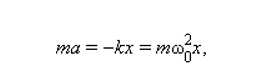 ma = −kx = mω₀²x,